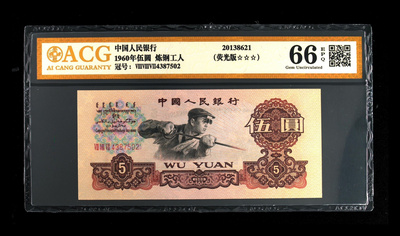 ACG
AI CANG GUARANTY
中国人民银行
1960年伍圆 炼钢工人
冠号: VIIIVIIIVII4387502
20138621
(荧光版☆☆☆)
66 EPQ
Gem Uncirculated
中國人民銀行
4387502
伍圓
WU YUAN
5
5